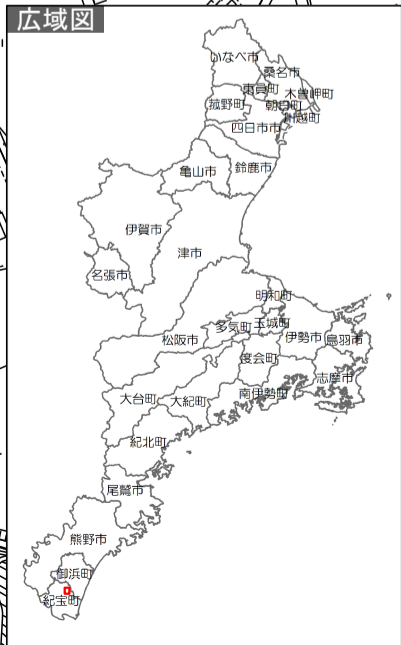 広域図
いなべ市
桑名市
東員町
木曽岬町
菰野町
朝日町
川越町
四日市市
亀山市
鈴鹿市
伊賀市
津市
名張市
明和町
多気町
玉城町
松阪市
伊勢市
鳥羽市
度会町
志摩市
大台町
大紀町
南伊勢町
紀北町
尾鷲市
熊野市
御浜町
紀宝町